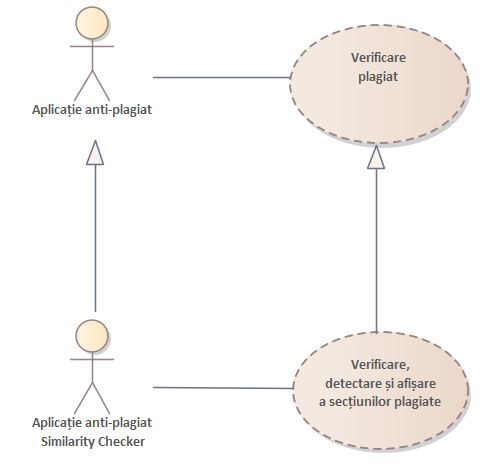 Verificare
plagiat
Aplicație anti-plagiat
Verificare,
detectare și afișare
a secțiunilor plagiate
Aplicație anti-plagiat
Similarity Checker